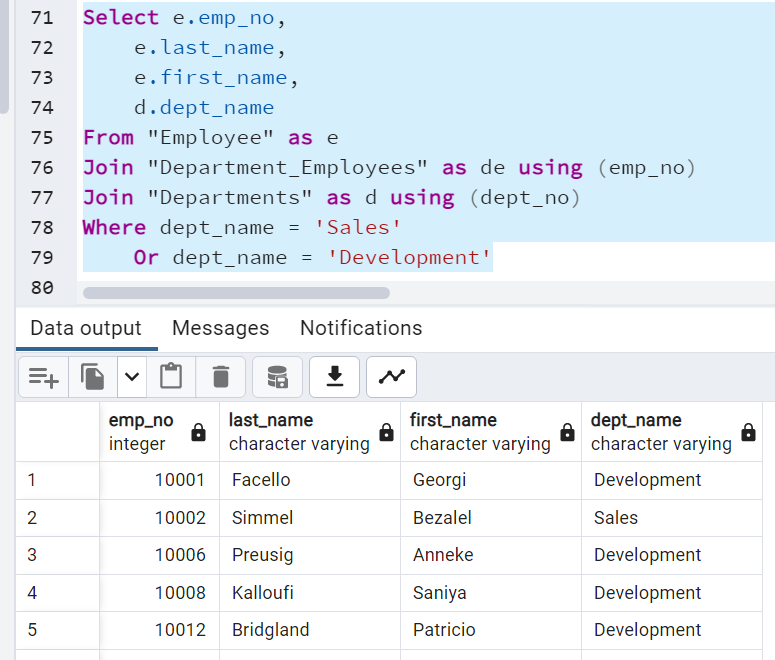 71 Select e.emp_no,
72 e.last_name,
73 e.first_name,
74 d.dept_name
75 From "Employee" as e
76 Join "Department_Employees" as de using (emp_no)
77 Join "Departments" as d using (dept_no)
78 Where dept_name = 'Sales'
79 Or dept_name = 'Development'
80
Data output Messages Notifications
emp_no last_name first_name dept_name
integer character varying character varying character varying
1 10001 Facello Georgi Development
2 10002 Simmel Bezalel Sales
3 10006 Preusig Anneke Development
4 10008 Kalloufi Saniya Development
5 10012 Bridgland Patricio Development